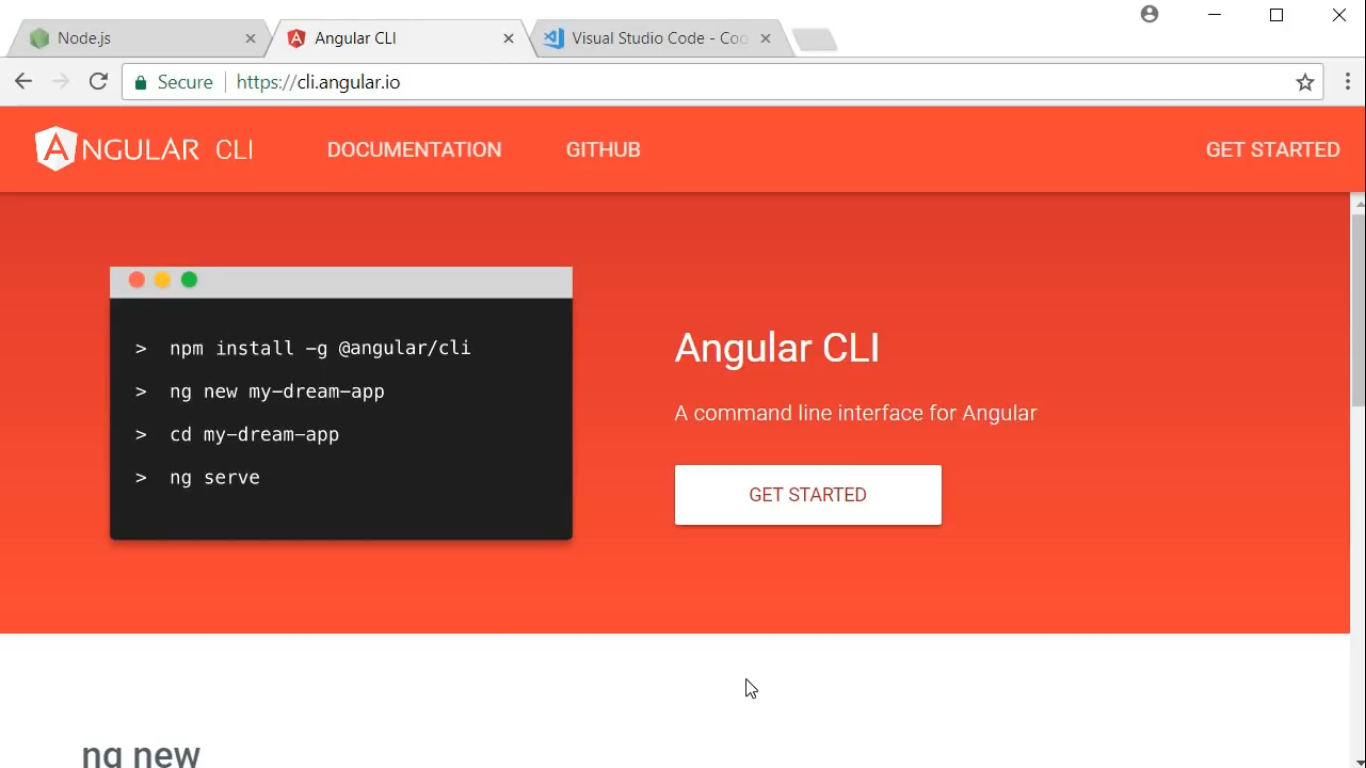 Node.js
Angular CLI
Visual Studio Code - Co
Secure
https://cli.angular.io
ANGULAR CLI
DOCUMENTATION
GITHUB
GET STARTED
> npm install -g @angular/cli
> ng new my-dream-app
> cd my-dream-app
> ng serve
Angular CLI
A command line interface for Angular
GET STARTED
ng new